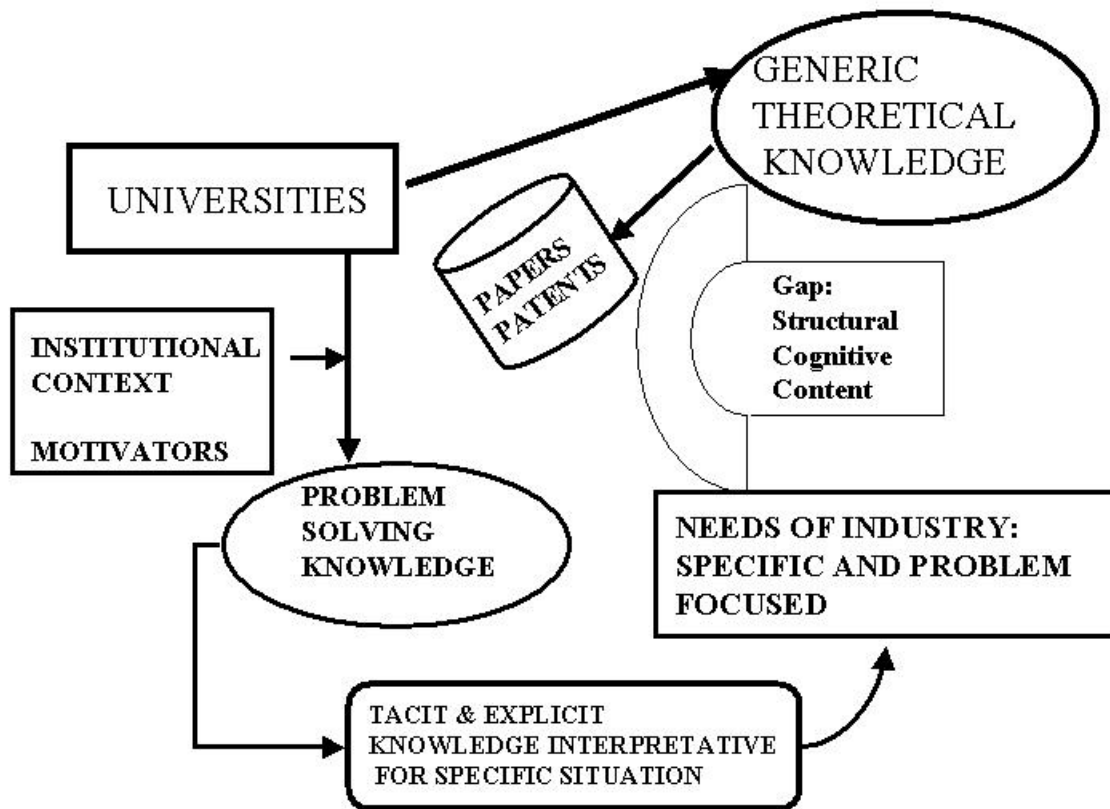 GENERIC
THEORETICAL
KNOWLEDGE
UNIVERSITIES
PAPERS
PATENTS
Gap:
Structural
Cognitive
Content
INSTITUTIONAL
CONTEXT
MOTIVATORS
PROBLEM
SOLVING
KNOWLEDGE
NEEDS OF INDUSTRY:
SPECIFIC AND PROBLEM
FOCUSED
TACIT & EXPLICIT
KNOWLEDGE INTERPRETATIVE
FOR SPECIFIC SITUATION